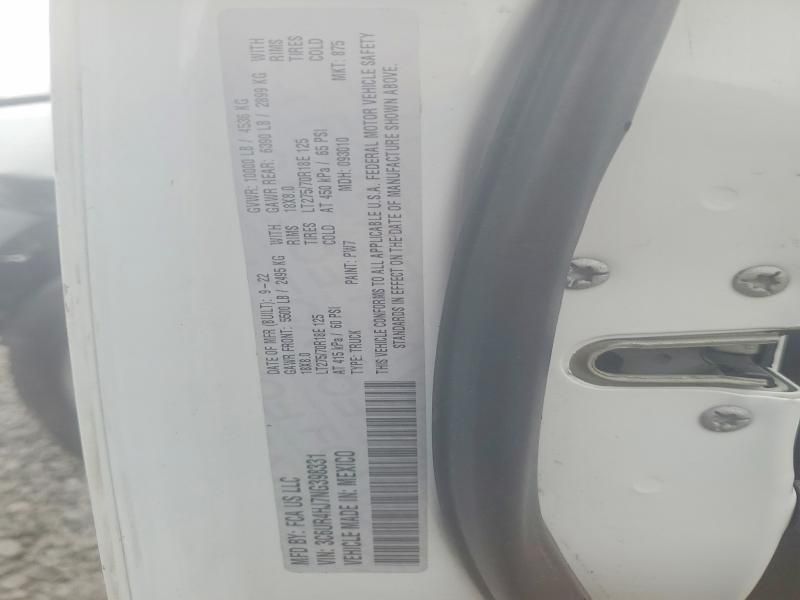 MFD BY: FCA US LLC
DATE OF MFR (BUILT): 9-22 GVWR: 10000 LB / 4536 KG
GAWR FRONT: 5500 LB / 2495 KG WITH GAWR REAR: 6390 LB / 2899 KG WITH
18X8.0 RIMS 18X8.0 RIMS
LT275/70R18E 125 TIRES LT275/70R18E 125 TIRES
AT 415 kPa / 60 PSI COLD AT 450 kPa / 65 PSI COLD
VIN: 3C6UR4HJ7NG398331 TYPE: TRUCK PAINT: PW7 MDH: 093010 MKT: 875
VEHICLE MADE IN: MEXICO
THIS VEHICLE CONFORMS TO ALL APPLICABLE U.S.A. FEDERAL MOTOR VEHICLE SAFETY
STANDARDS IN EFFECT ON THE DATE OF MANUFACTURE SHOWN ABOVE.